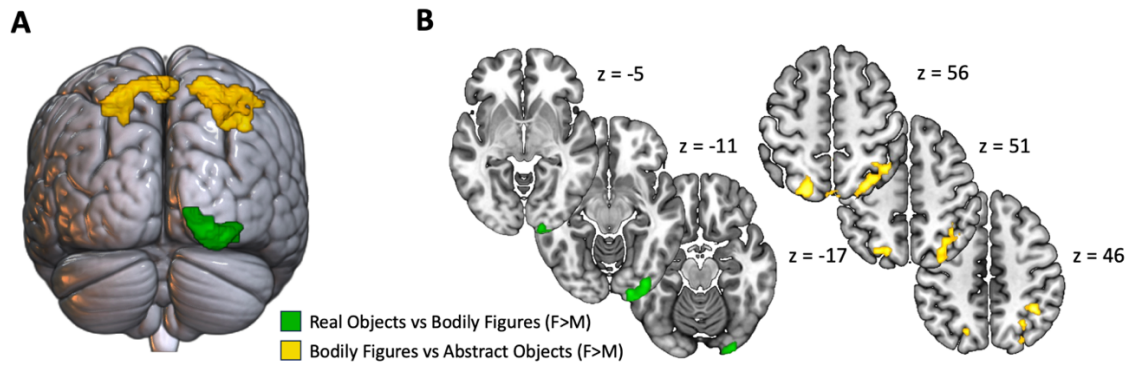 A
B
z = -5
z = 56
z = -11
z = 51
z = -17
z = 46
Real Objects vs Bodily Figures (F>M)
Bodily Figures vs Abstract Objects (F>M)